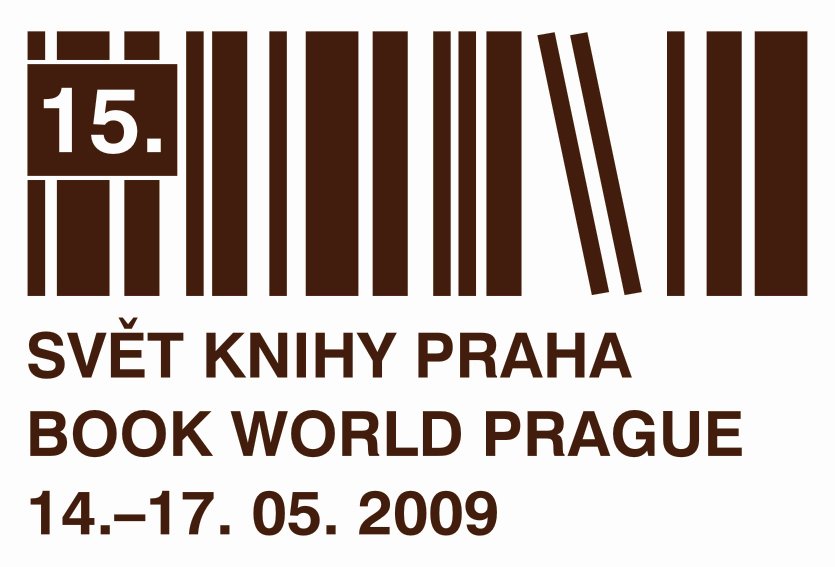 15.
SVĚT KNIHY PRAHA
BOOK WORLD PRAGUE
14.–17. 05. 2009